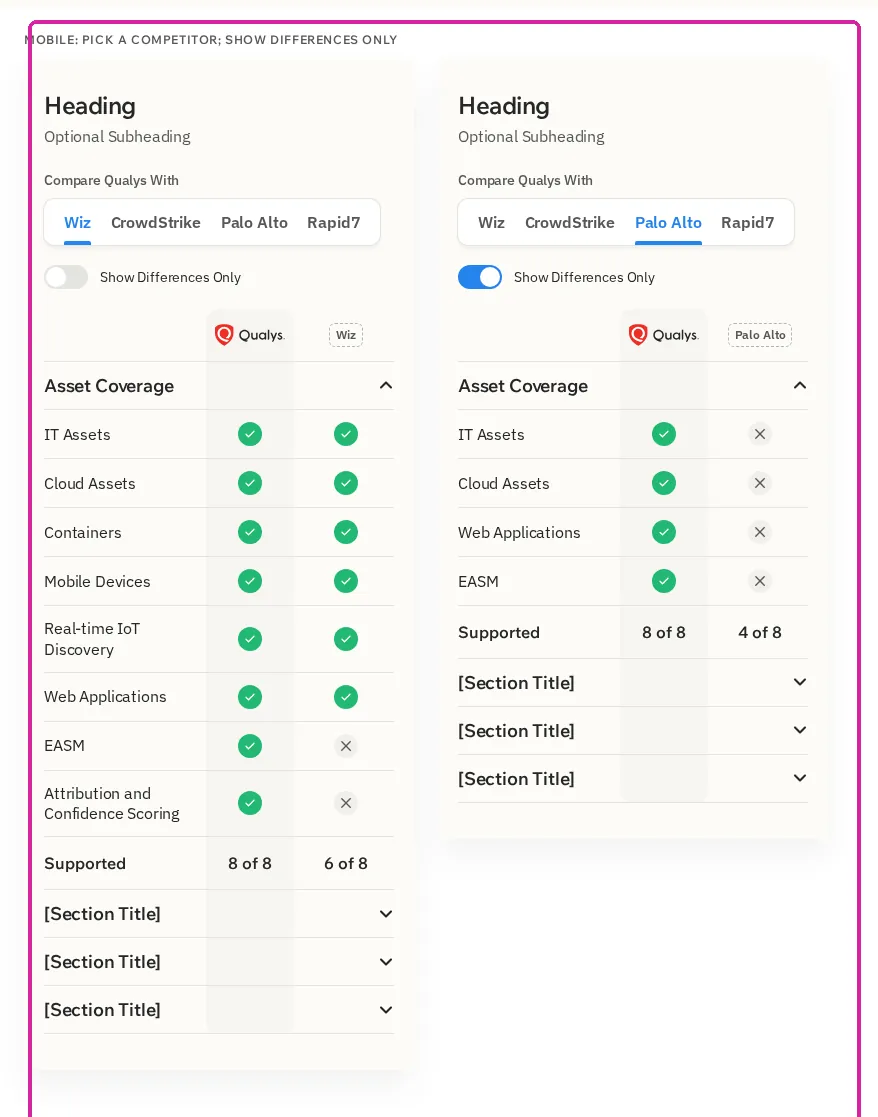 MOBILE: PICK A COMPETITOR; SHOW DIFFERENCES ONLY
Heading
Optional Subheading
Compare Qualys With
Wiz CrowdStrike Palo Alto Rapid7
Show Differences Only
Qualys. Wiz
Asset Coverage
IT Assets
Cloud Assets
Containers
Mobile Devices
Real-time IoT
Discovery
Web Applications
EASM
Attribution and
Confidence Scoring
Supported 8 of 8 6 of 8
[Section Title]
[Section Title]
[Section Title]
Heading
Optional Subheading
Compare Qualys With
Wiz CrowdStrike Palo Alto Rapid7
Show Differences Only
Qualys. Palo Alto
Asset Coverage
IT Assets
Cloud Assets
Web Applications
EASM
Supported 8 of 8 4 of 8
[Section Title]
[Section Title]
[Section Title]